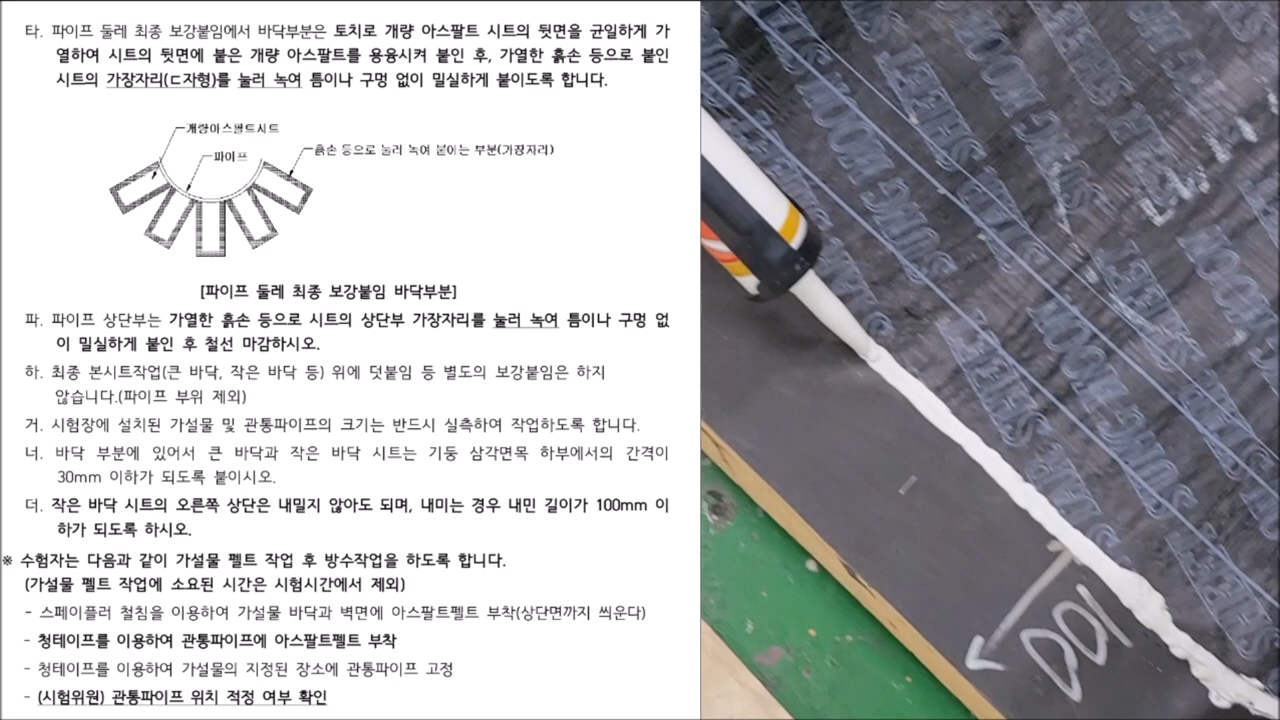 타. 파이프 둘레 최종 보강붙임에서 바닥부분은 토치로 개량 아스팔트 시트의 뒷면을 균일하게 가
열하여 시트의 뒷면에 붙은 개량 아스팔트를 용융시켜 붙인 후, 가열한 흙손 등으로 붙인
시트의 가장자리(ㄷ자형)를 눌러 녹여 틈이나 구멍 없이 밀실하게 붙이도록 합니다.
개량아스팔트시트
파이프
흙손 등으로 눌러 녹여 붙이는 부분(가장자리)
[파이프 둘레 최종 보강붙임 바닥부분]
파. 파이프 상단부는 가열한 흙손 등으로 시트의 상단부 가장자리를 눌러 녹여 틈이나 구멍 없
이 밀실하게 붙인 후 철선 마감하시오.
하. 최종 본시트작업(큰 바닥, 작은 바닥 등) 위에 덧붙임 등 별도의 보강붙임은 하지
않습니다.(파이프 부위 제외)
거. 시험장에 설치된 가설물 및 관통파이프의 크기는 반드시 실측하여 작업하도록 합니다.
너. 바닥 부분에 있어서 큰 바닥과 작은 바닥 시트는 기둥 삼각면목 하부에서의 간격이
30mm 이하가 되도록 붙이시오.
더. 작은 바닥 시트의 오른쪽 상단은 내밀지 않아도 되며, 내미는 경우 내민 길이가 100mm 이
하가 되도록 하시오.
※ 수험자는 다음과 같이 가설물 펠트 작업 후 방수작업을 하도록 합니다.
(가설물 펠트 작업에 소요된 시간은 시험시간에서 제외)
- 스페이플러 철침을 이용하여 가설물 바닥과 벽면에 아스팔트펠트 부착(상단면까지 씌운다)
- 청테이프를 이용하여 관통파이프에 아스팔트펠트 부착
- 청테이프를 이용하여 가설물의 지정된 장소에 관통파이프 고정
- (시험위원) 관통파이프 위치 적정 여부 확인
100